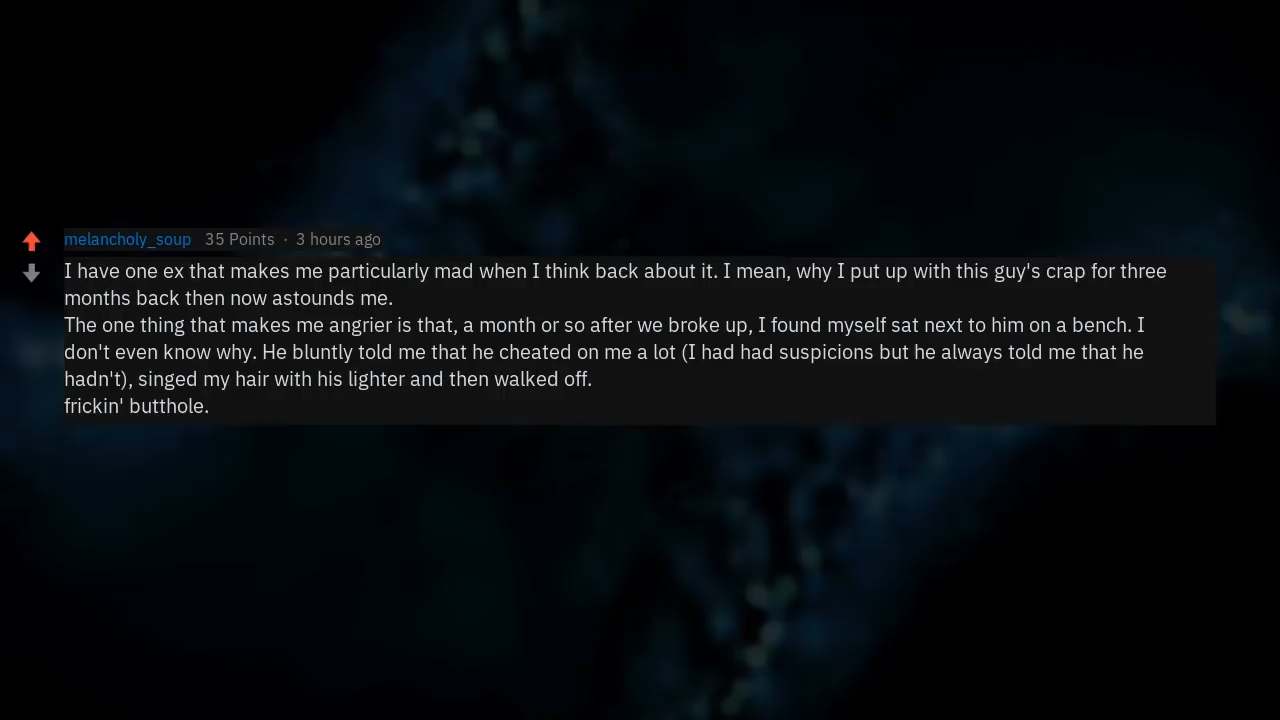 melancholy_soup 35 Points · 3 hours ago
I have one ex that makes me particularly mad when I think back about it. I mean, why I put up with this guy's crap for three
months back then now astounds me.
The one thing that makes me angrier is that, a month or so after we broke up, I found myself sat next to him on a bench. I
don't even know why. He bluntly told me that he cheated on me a lot (I had had suspicions but he always told me that he
hadn't), singed my hair with his lighter and then walked off.
frickin' butthole.